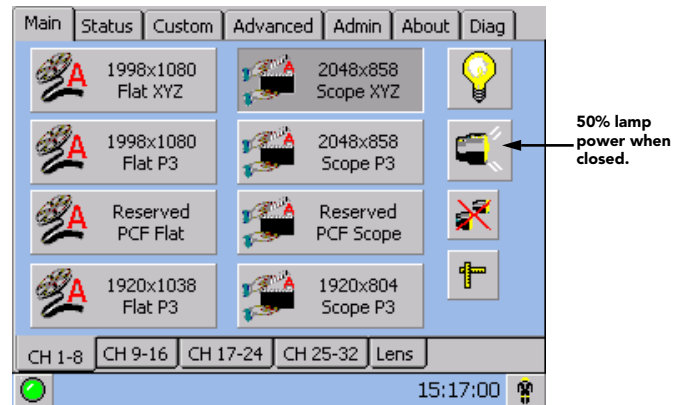 Main Status Custom Advanced Admin About Diag
1998x1080
Flat XYZ
2048x858
Scope XYZ
1998x1080
Flat P3
2048x858
Scope P3
Reserved
PCF Flat
Reserved
PCF Scope
1920x1038
Flat P3
1920x804
Scope P3
A
A
A
A
A
A
A
A
50% lamp
power when
closed.
CH 1-8 CH 9-16 CH 17-24 CH 25-32 Lens
15:17:00